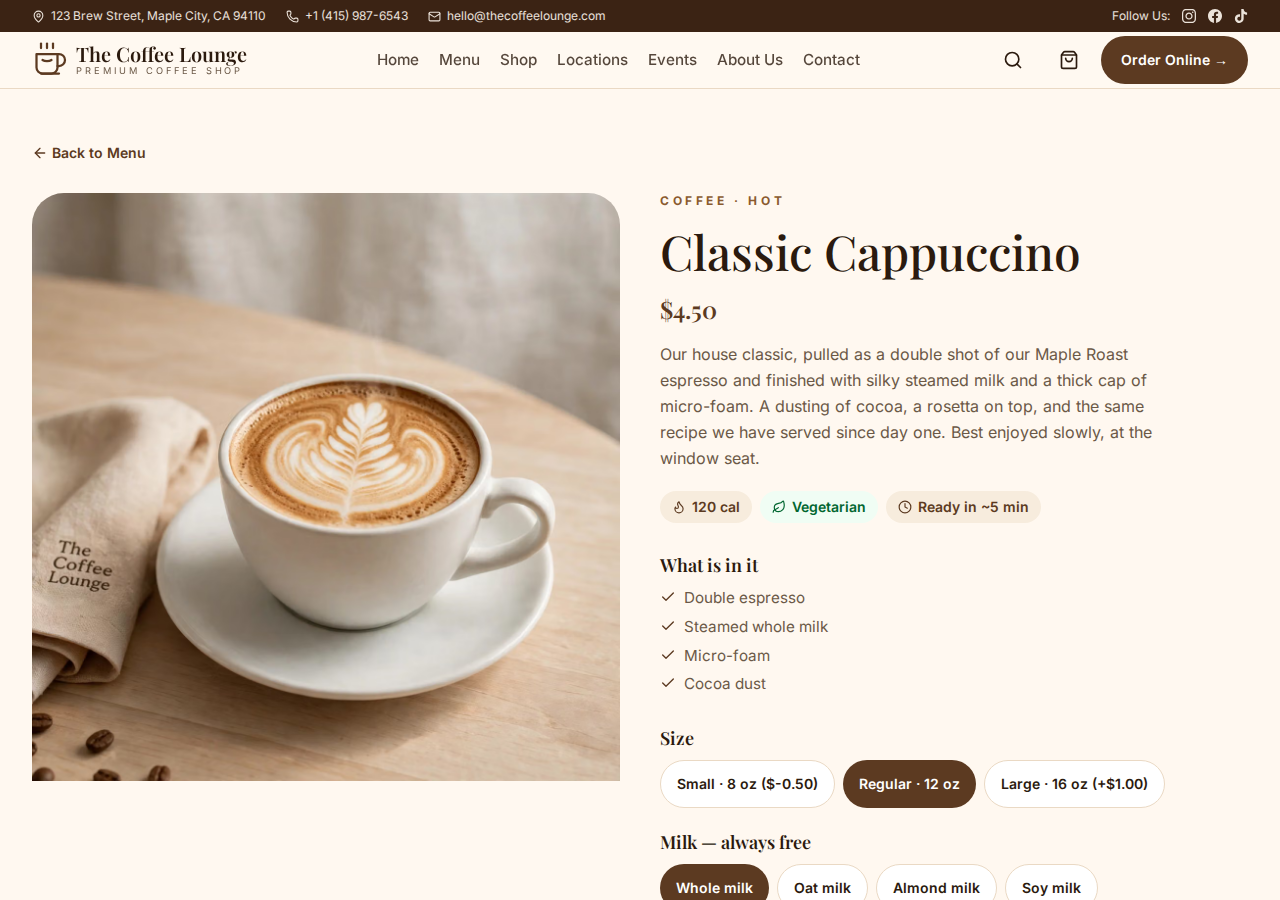 123 Brew Street, Maple City, CA 94110
+1 (415) 987-6543
hello@thecoffeelounge.com
Follow Us:
The Coffee Lounge
PREMIUM COFFEE SHOP
Home
Menu
Shop
Locations
Events
About Us
Contact
Order Online →
Back to Menu
The
Coffee
Lounge
COFFEE · HOT
Classic Cappuccino
$4.50
Our house classic, pulled as a double shot of our Maple Roast
espresso and finished with silky steamed milk and a thick cap of
micro-foam. A dusting of cocoa, a rosetta on top, and the same
recipe we have served since day one. Best enjoyed slowly, at the
window seat.
120 cal
Vegetarian
Ready in ~5 min
What is in it
Double espresso
Steamed whole milk
Micro-foam
Cocoa dust
Size
Small · 8 oz ($-0.50)
Regular · 12 oz
Large · 16 oz (+$1.00)
Milk — always free
Whole milk
Oat milk
Almond milk
Soy milk